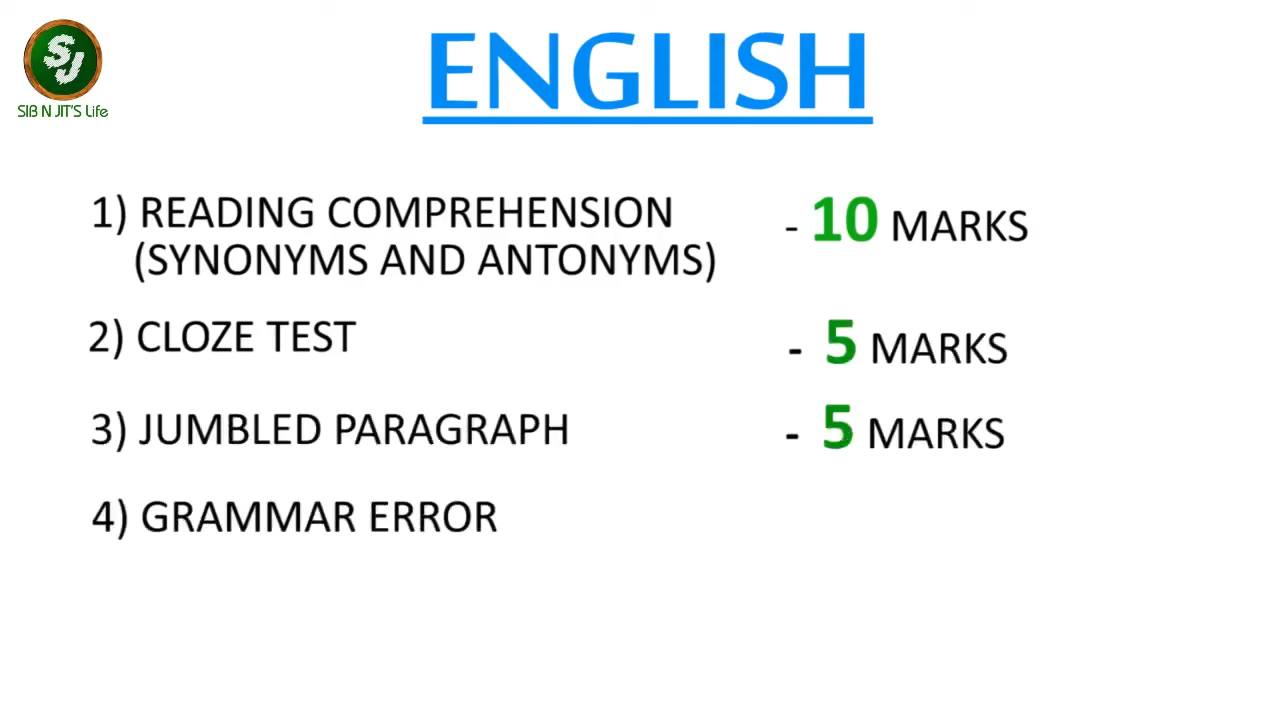 SJ
SIB N JIT'S Life
ENGLISH
1) READING COMPREHENSION - 10 MARKS
(SYNONYMS AND ANTONYMS)
2) CLOZE TEST - 5 MARKS
3) JUMBLED PARAGRAPH - 5 MARKS
4) GRAMMAR ERROR